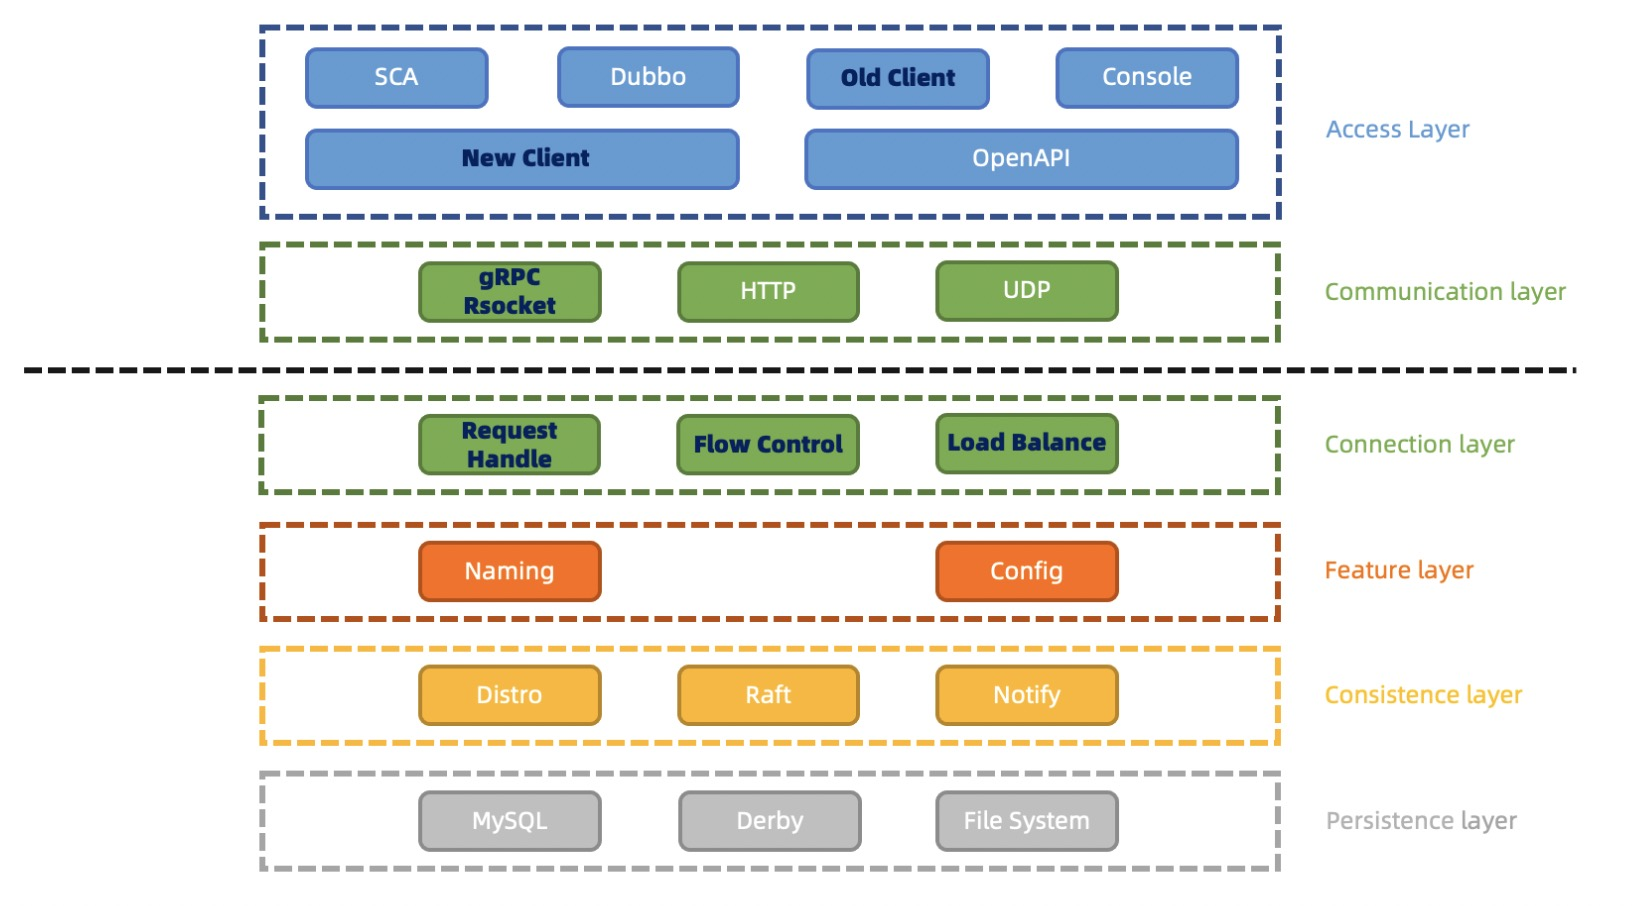 SCA
Dubbo
Old Client
Console
New Client
OpenAPI
Access Layer
gRPC
Rsocket
HTTP
UDP
Communication layer
Request
Handle
Flow Control
Load Balance
Connection layer
Naming
Config
Feature layer
Distro
Raft
Notify
Consistence layer
MySQL
Derby
File System
Persistence layer